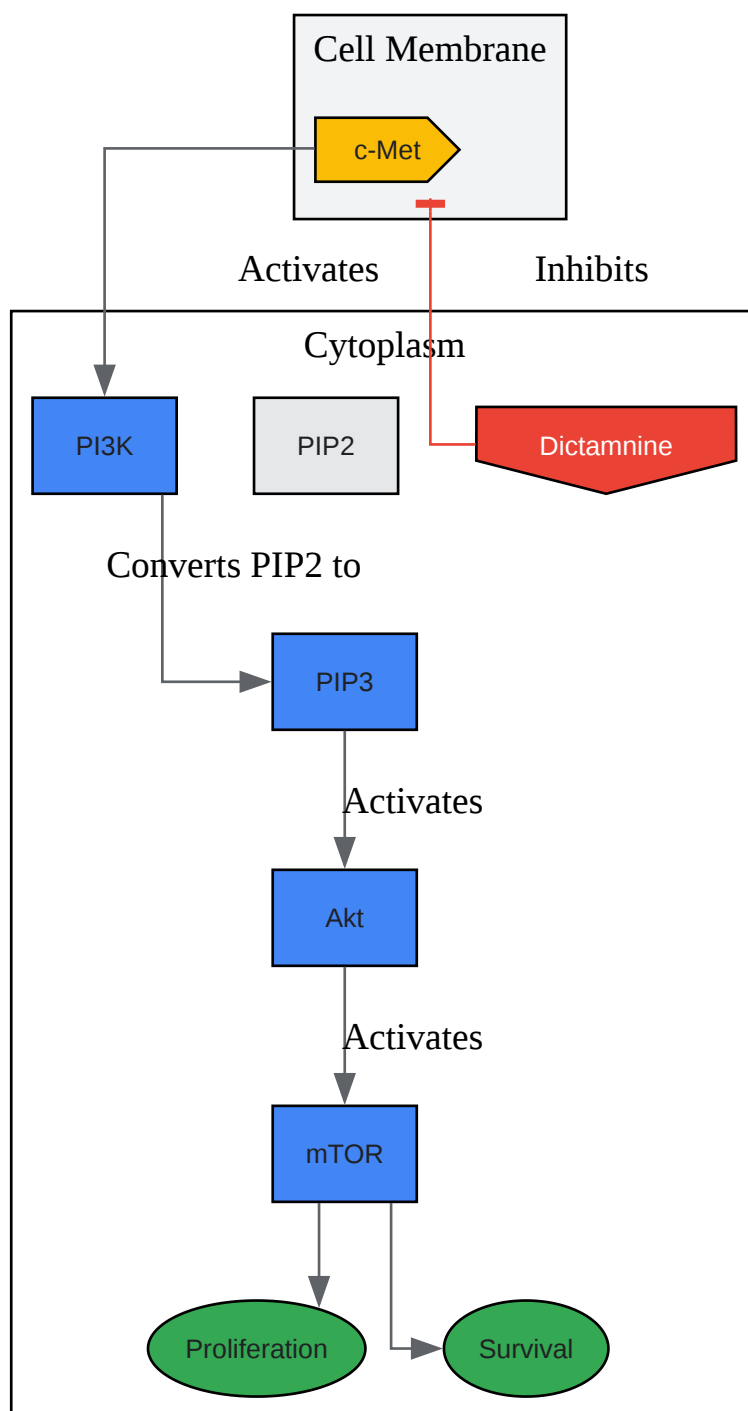 Cell Membrane
c-Met
Activates
Inhibits
Cytoplasm
PI3K
PIP2
Dictamnine
Converts PIP2 to
PIP3
Activates
Akt
Activates
mTOR
Proliferation
Survival